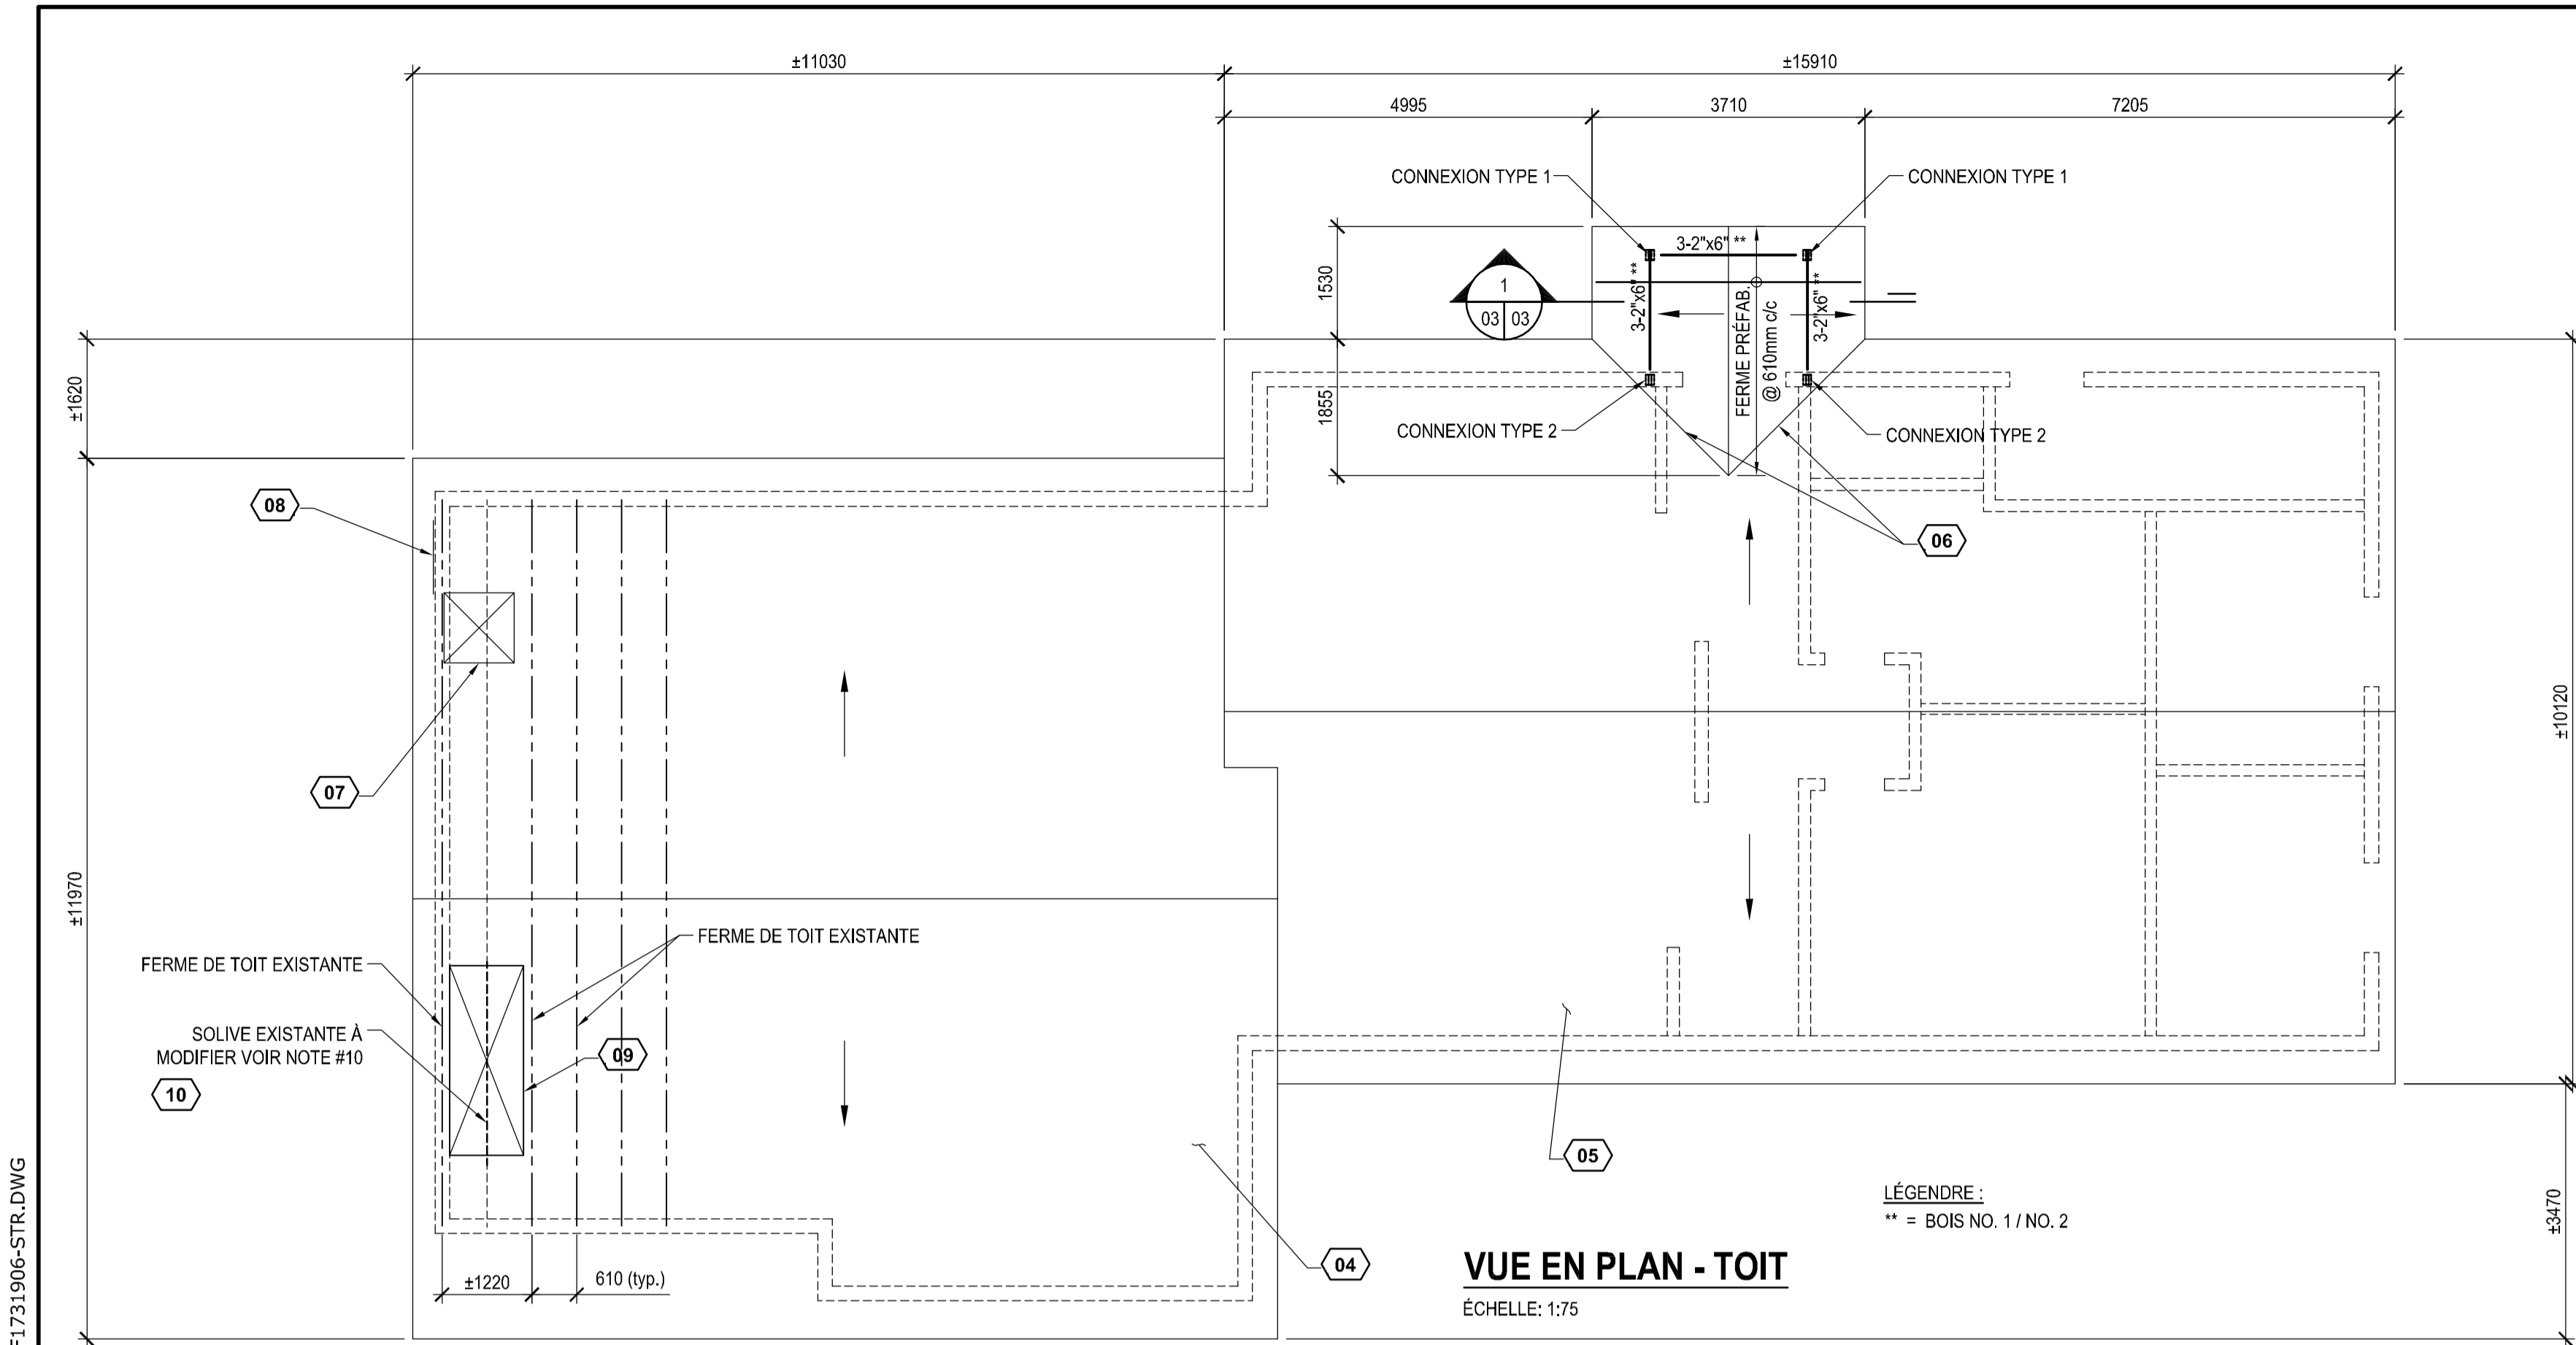 ±11030
±15910
4995
3710
7205
CONNEXION TYPE 1
CONNEXION TYPE 1
3-2"x6" **
3-2"x6" **
3-2"x6" **
1
03
03
1530
FERME PRÉFAB.
@ 610mm c/c
±1620
1855
CONNEXION TYPE 2
CONNEXION TYPE 2
08
06
07
±10120
±11970
FERME DE TOIT EXISTANTE
FERME DE TOIT EXISTANTE
SOLIVE EXISTANTE À
MODIFIER VOIR NOTE #10
09
10
05
04
LÉGENDRE :
** = BOIS NO. 1 / NO. 2
±3470
±1220
610 (typ.)
VUE EN PLAN - TOIT
ÉCHELLE: 1:75
F1731906-STR.DWG